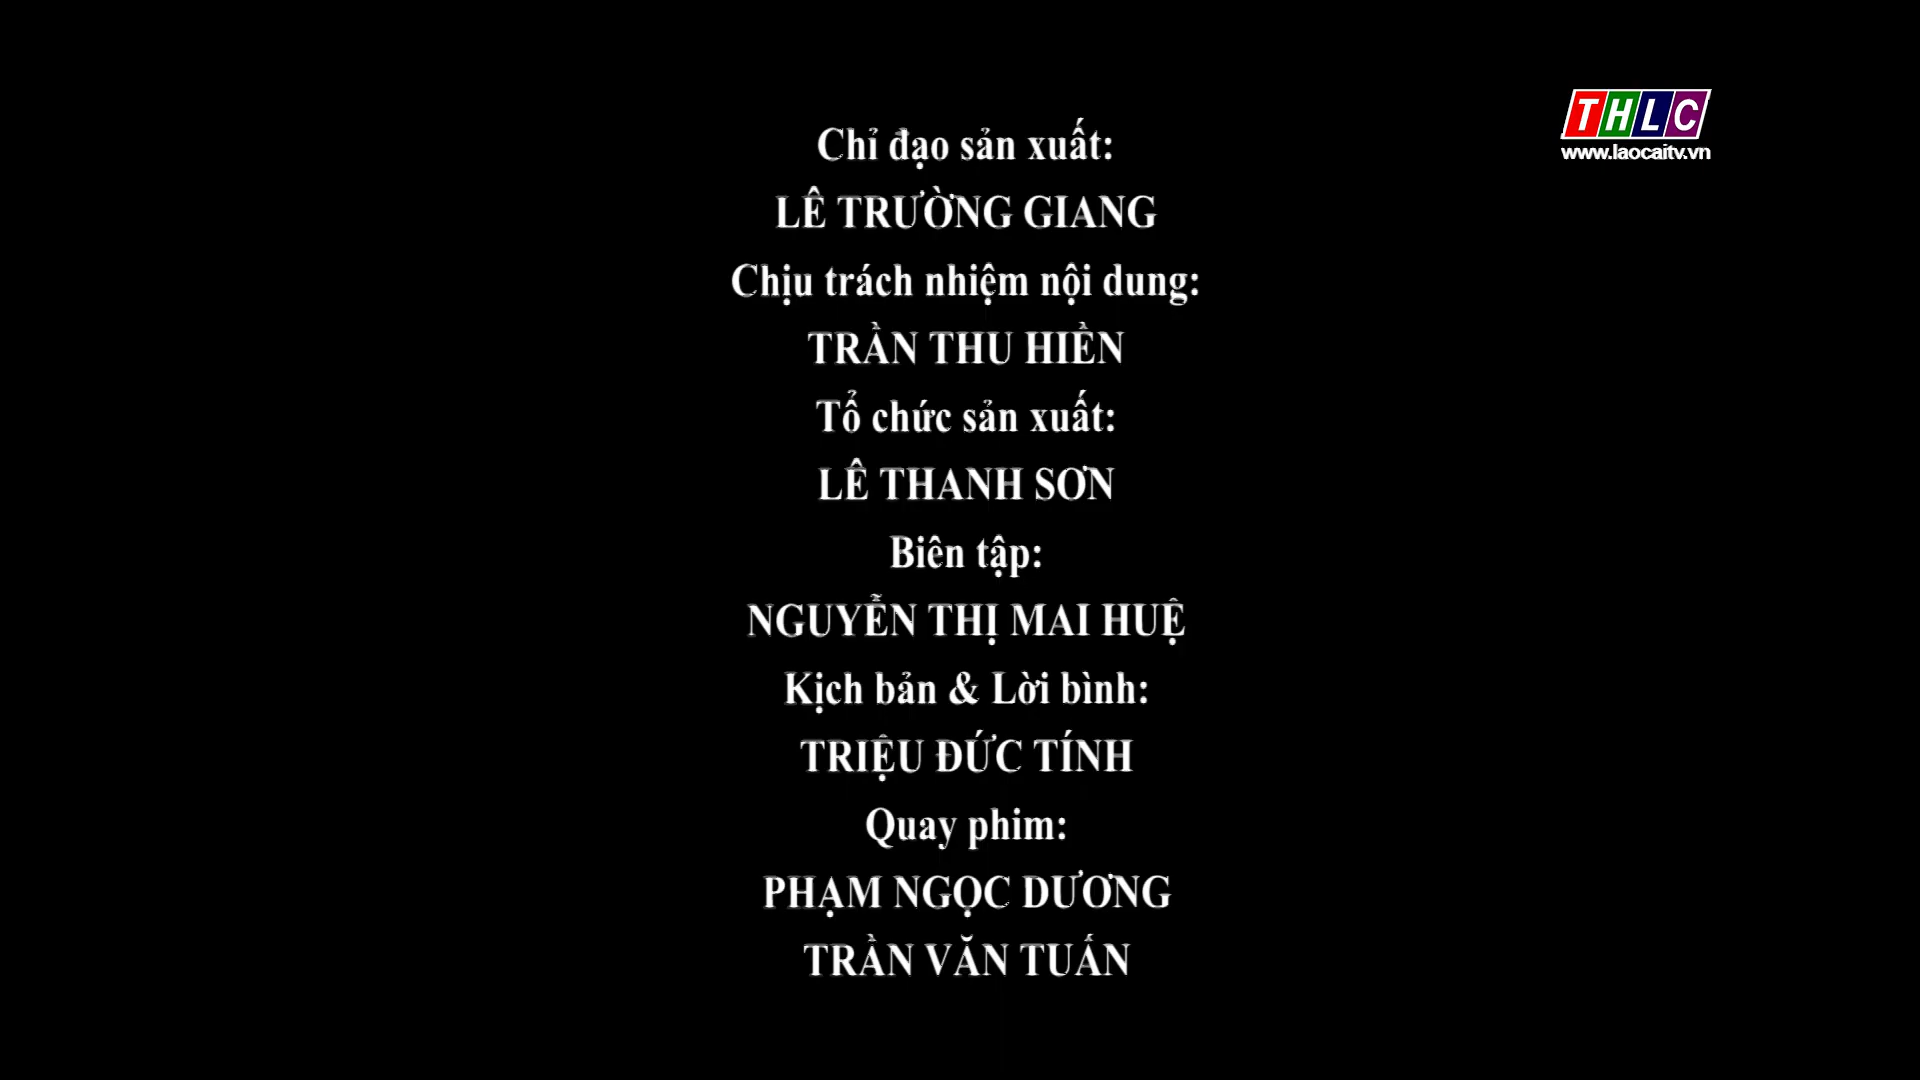 THLC
www.laocaitv.vn
Chỉ đạo sản xuất:
LÊ TRƯỜNG GIANG
Chịu trách nhiệm nội dung:
TRẦN THU HIỀN
Tổ chức sản xuất:
LÊ THANH SƠN
Biên tập:
NGUYỄN THỊ MAI HUỆ
Kịch bản & Lời bình:
TRIỆU ĐỨC TÍNH
Quay phim:
PHẠM NGỌC DƯƠNG
TRẦN VĂN TUẤN